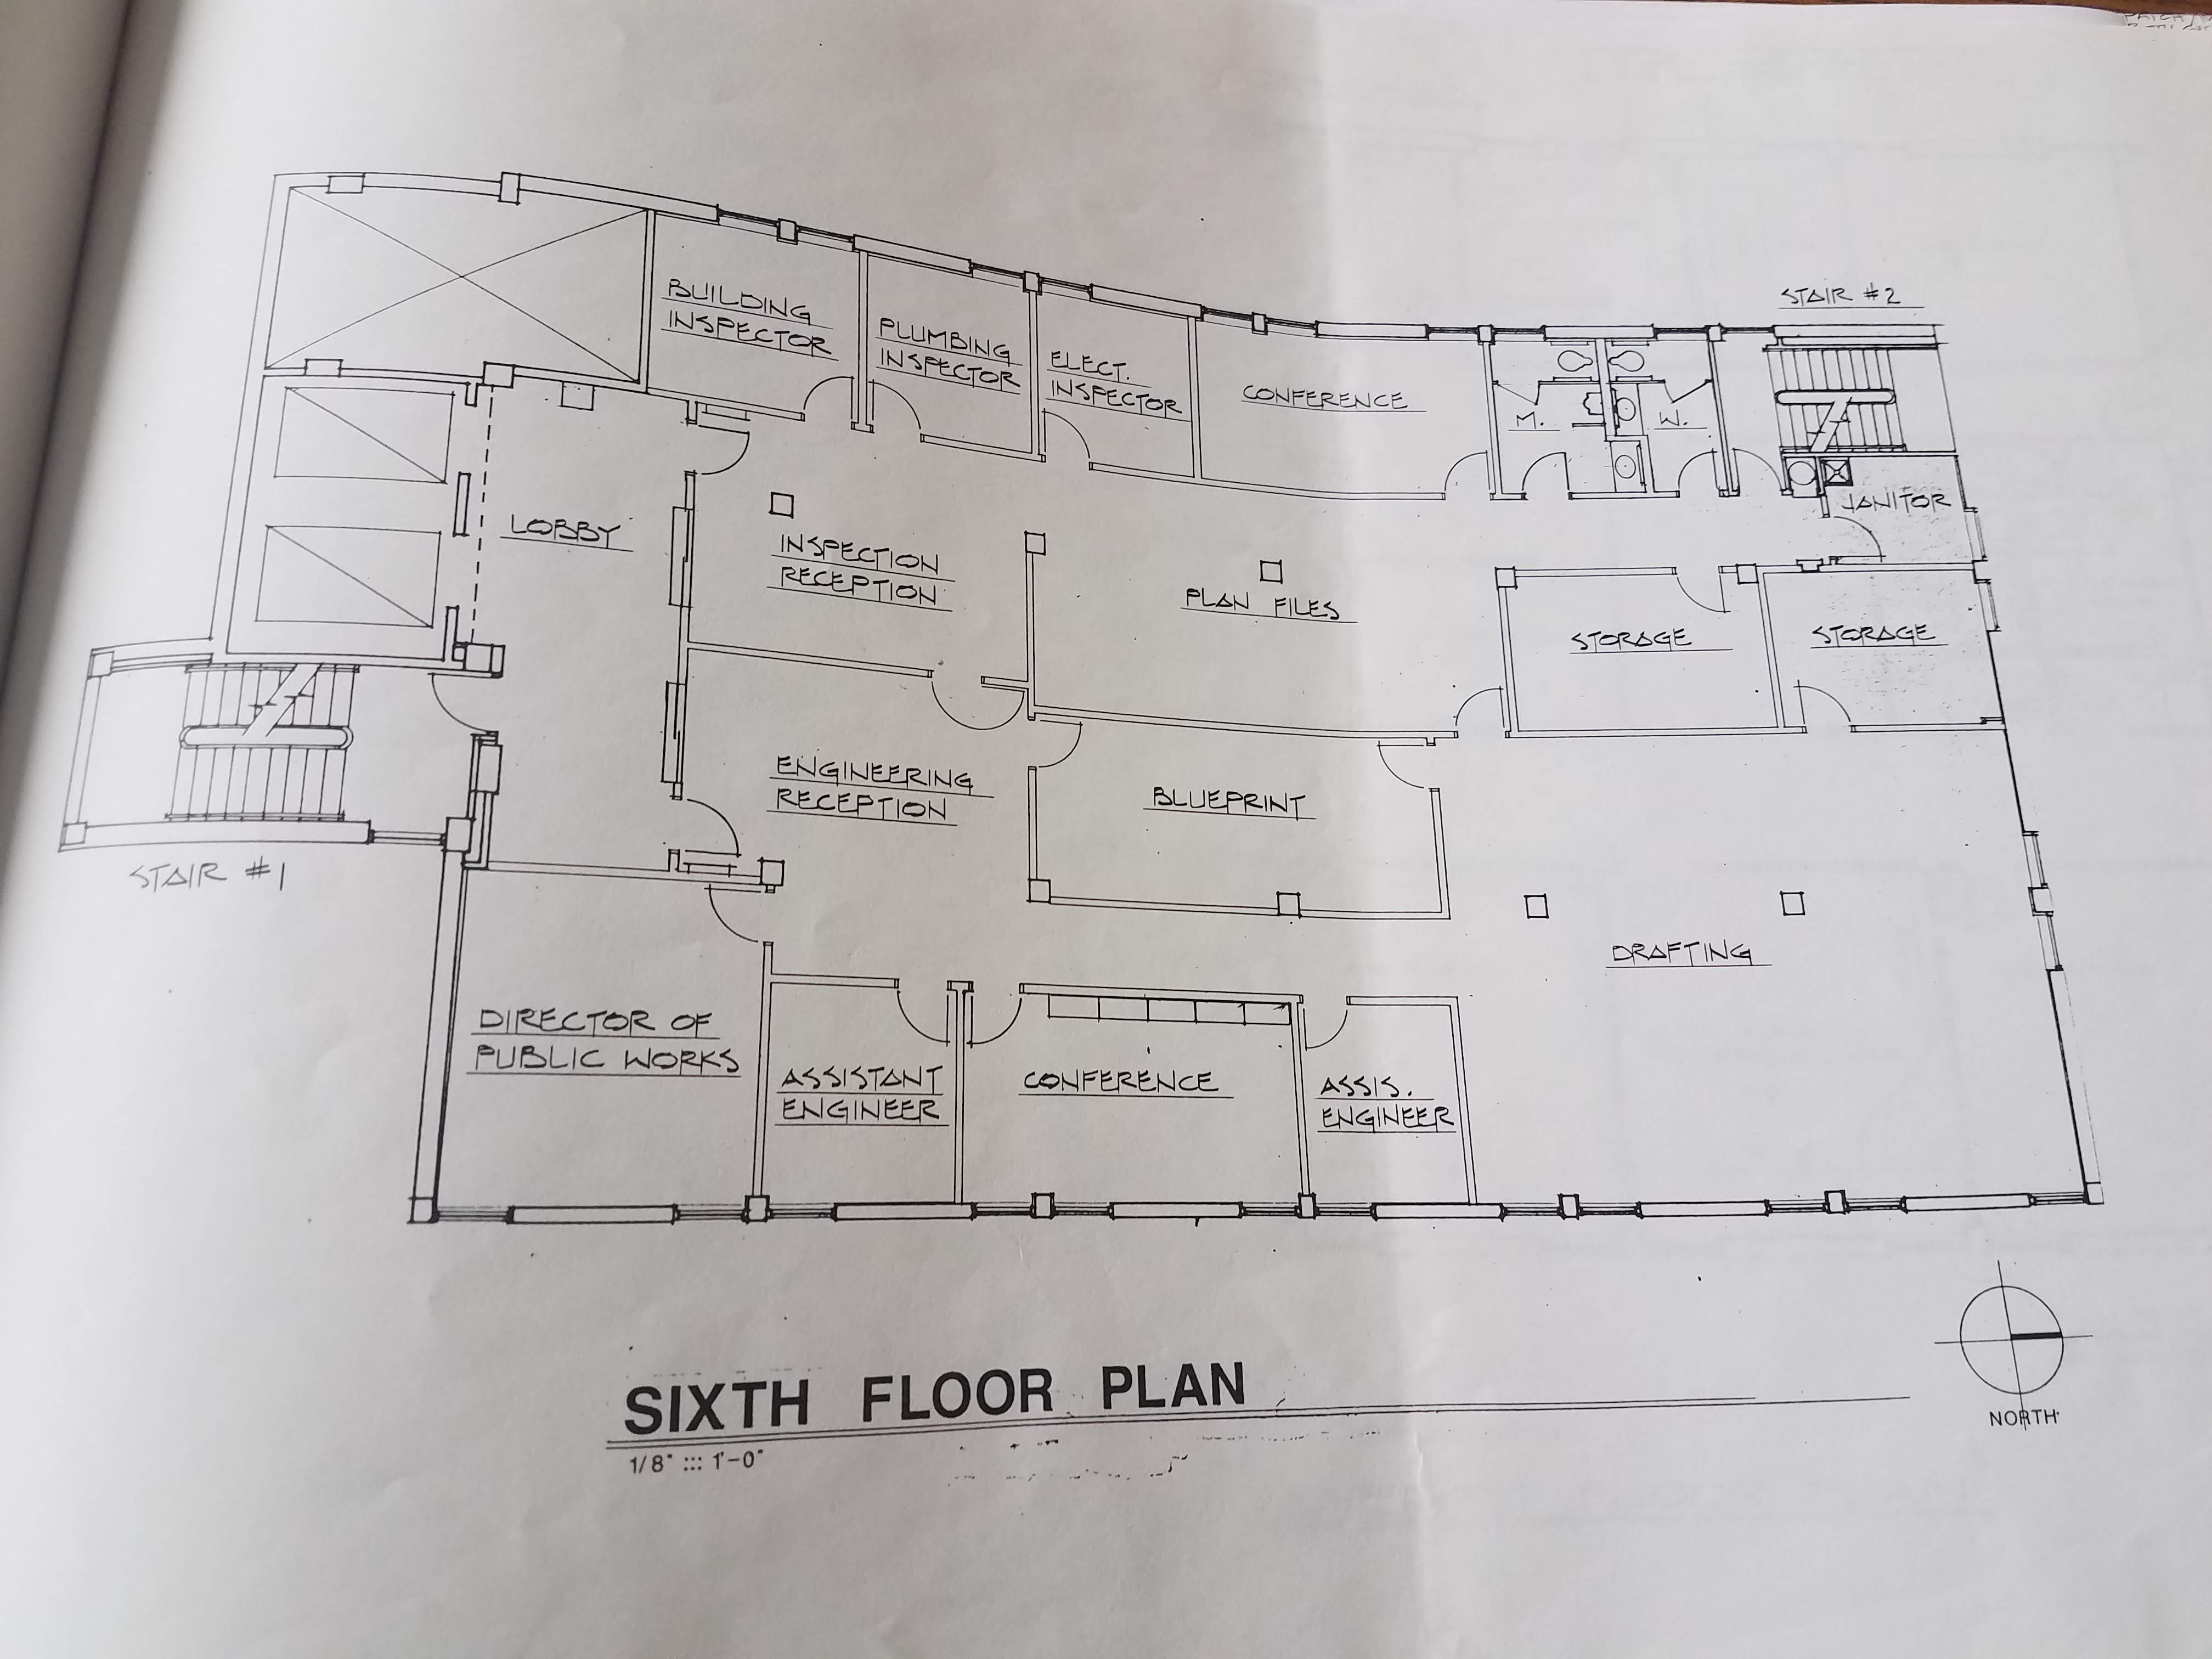 STAIR #2
BUILDING
INSPECTOR
PLUMBING
INSPECTOR
ELECT.
INSPECTOR
CONFERENCE
M.
W.
JANITOR
LOBBY
INSPECTION
RECEPTION
PLAN FILES
STORAGE
STORAGE
ENGINEERING
RECEPTION
BLUEPRINT
STAIR #1
DRAFTING
DIRECTOR OF
PUBLIC WORKS
ASSISTANT
ENGINEER
CONFERENCE
ASSIS.
ENGINEER
SIXTH FLOOR PLAN
1/8" ::: 1'-0"
NORTH